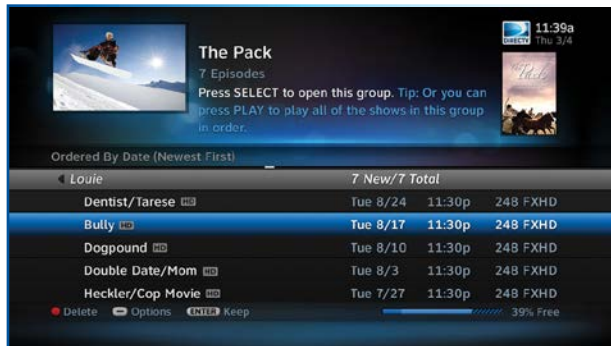 11:39a
DIRECTV
Thu 3/4
The Pack
7 Episodes
Press SELECT to open this group. Tip: Or you can
press PLAY to play all of the shows in this group
in order.
Ordered By Date (Newest First)
Louie 7 New/7 Total
Dentist/Tarese HD Tue 8/24 11:30p 248 FXHD
Bully HD Tue 8/17 11:30p 248 FXHD
Dogpound HD Tue 8/10 11:30p 248 FXHD
Double Date/Mom HD Tue 8/3 11:30p 248 FXHD
Heckler/Cop Movie HD Tue 7/27 11:30p 248 FXHD
Delete Options ENTER Keep 39% Free